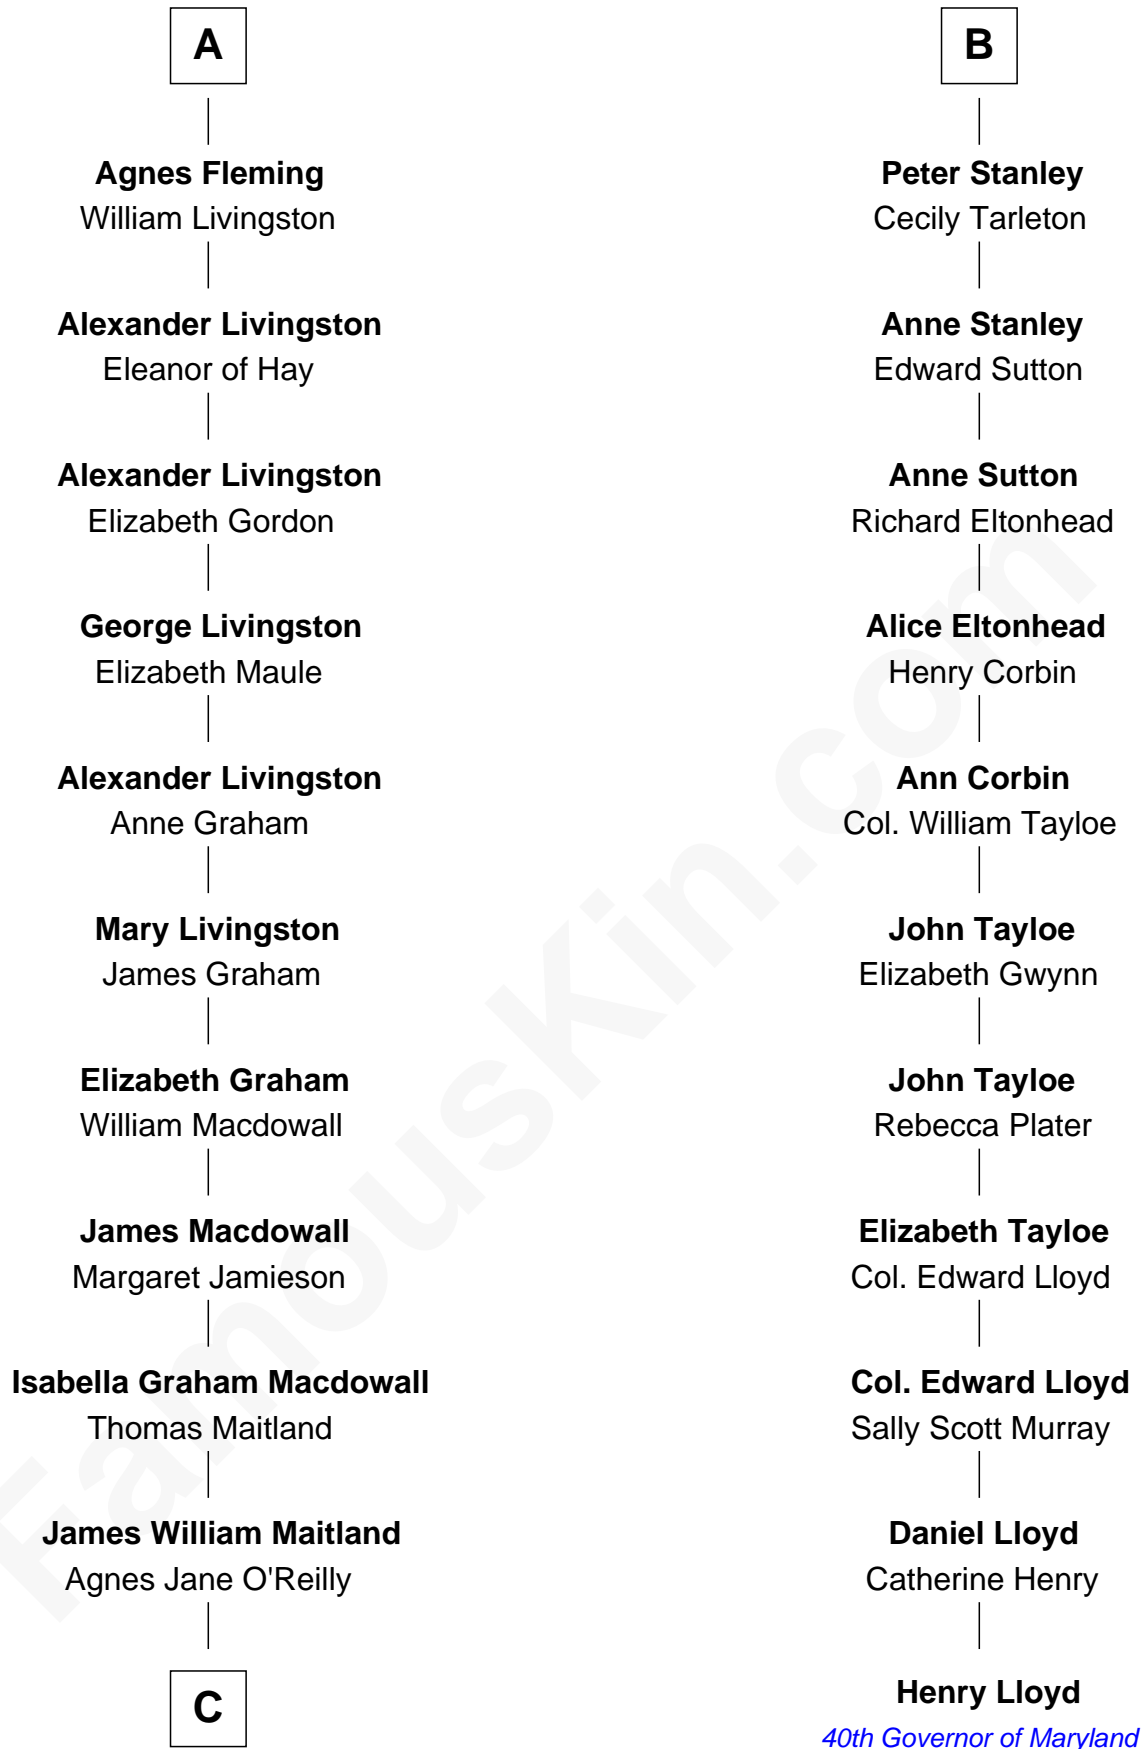 A
Agnes Fleming
William Livingston
Alexander Livingston
Eleanor of Hay
Alexander Livingston
Elizabeth Gordon
George Livingston
Elizabeth Maule
Alexander Livingston
Anne Graham
Mary Livingston
James Graham
Elizabeth Graham
William Macdowall
James Macdowall
Margaret Jamieson
Isabella Graham Macdowall
Thomas Maitland
James William Maitland
Agnes Jane O'Reilly
C
B
Peter Stanley
Cecily Tarleton
Anne Stanley
Edward Sutton
Anne Sutton
Richard Eltonhead
Alice Eltonhead
Henry Corbin
Ann Corbin
Col. William Tayloe
John Tayloe
Elizabeth Gwynn
John Tayloe
Rebecca Plater
Elizabeth Tayloe
Col. Edward Lloyd
Col. Edward Lloyd
Sally Scott Murray
Daniel Lloyd
Catherine Henry
Henry Lloyd
40th Governor of Maryland
FamousKin.com